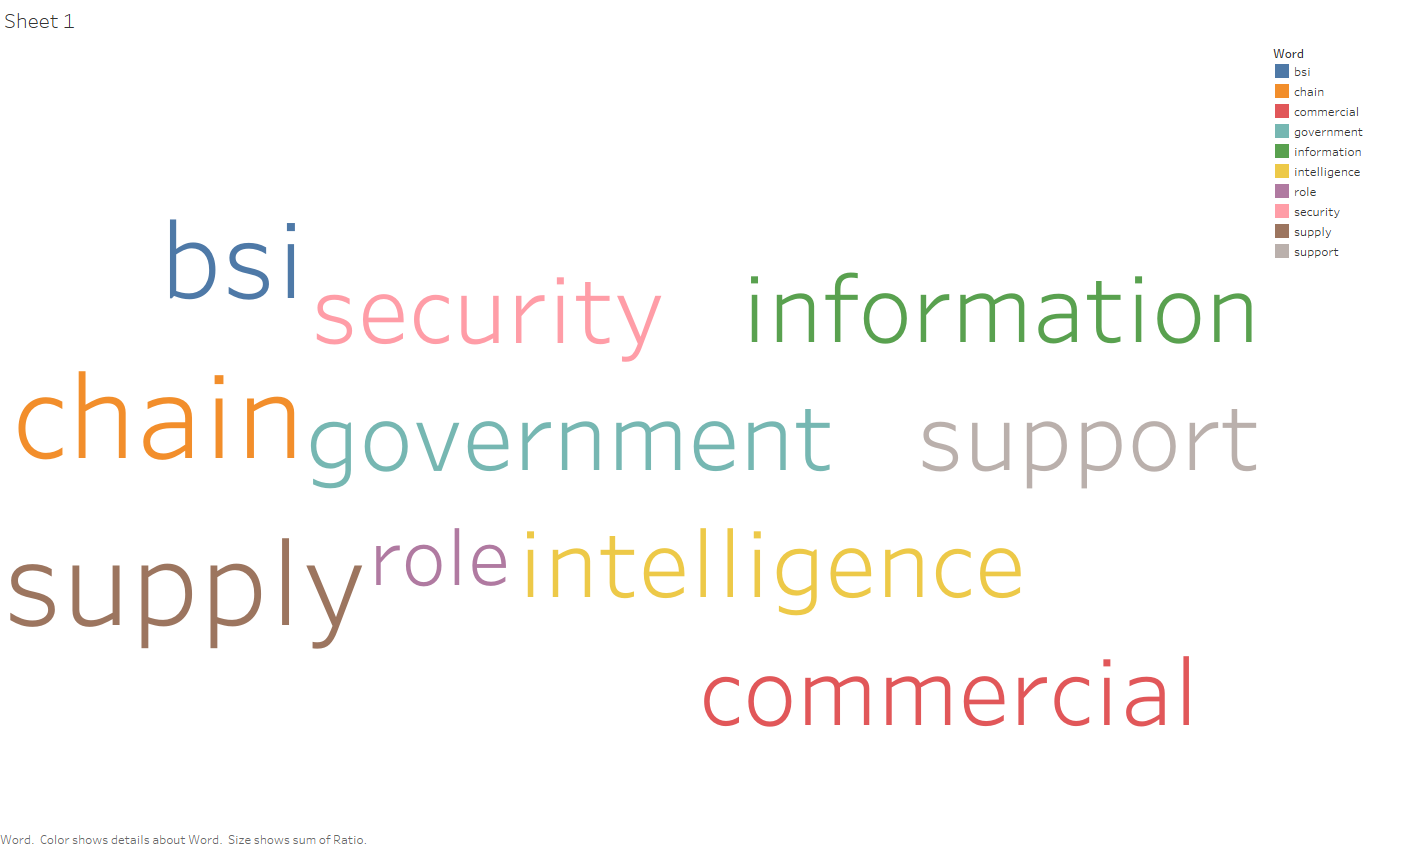 Sheet 1
Word
bsi
chain
commercial
government
information
intelligence
role
security
supply
support
bsi
security
information
chain
government
support
supply
role
intelligence
commercial
Word. Color shows details about Word. Size shows sum of Ratio.